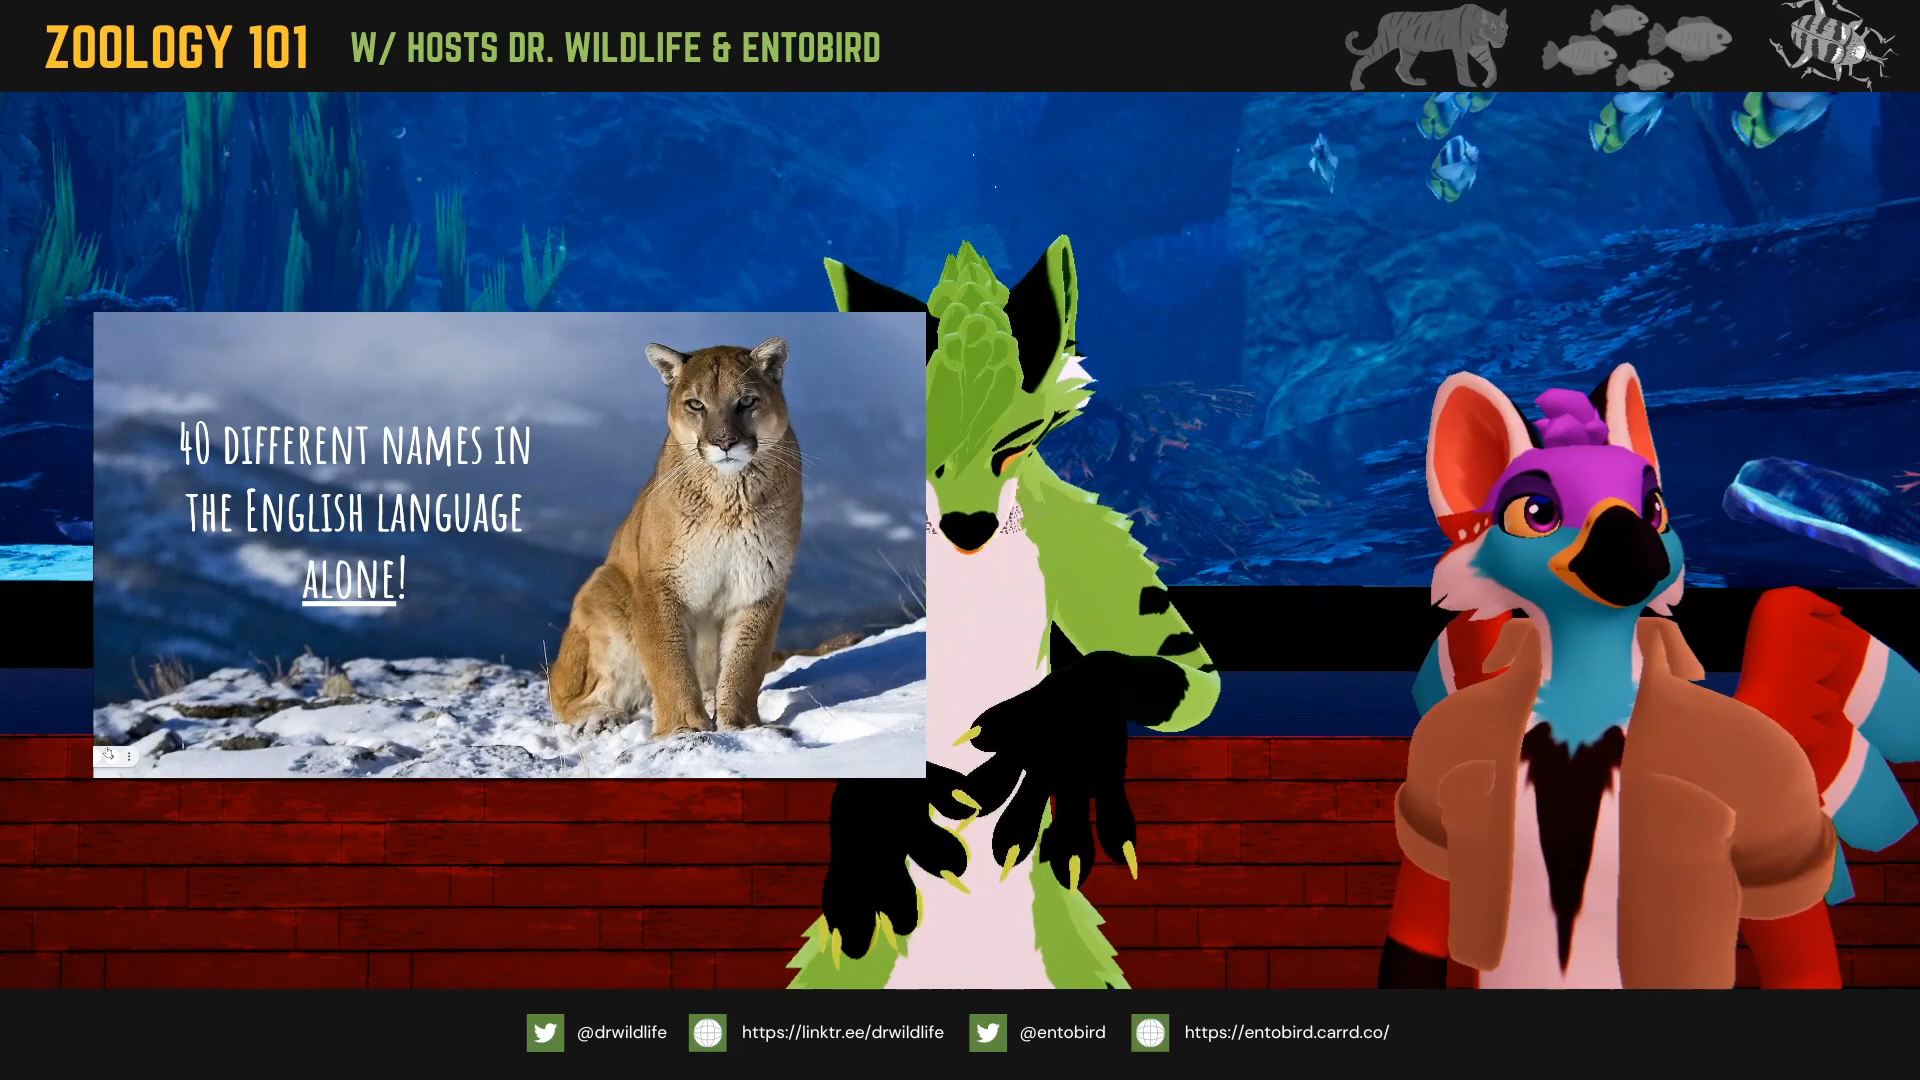 ZOOLOGY 101 W/ HOSTS DR. WILDLIFE & ENTOBIRD
40 DIFFERENT NAMES IN
THE ENGLISH LANGUAGE
ALONE!
@drwildlife https://linktr.ee/drwildlife @entobird https://entobird.carrd.co/